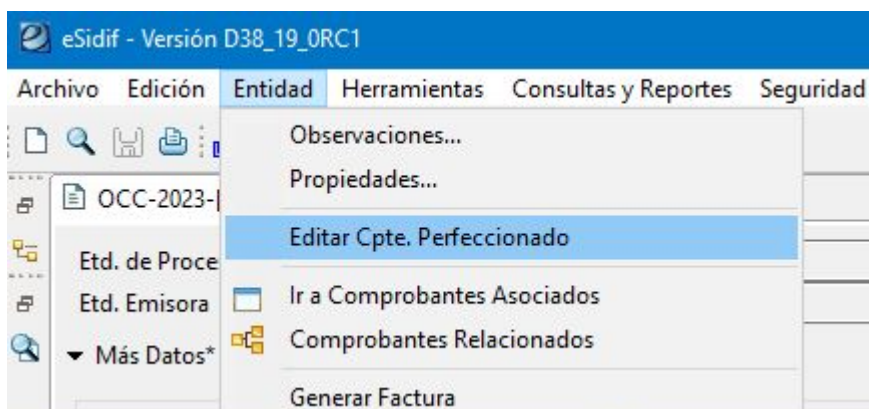 eSidif - Versión D38_19_0RC1
Archivo Edición Entidad Herramientas Consultas y Reportes Seguridad
Observaciones...
Propiedades...
OCC-2023-
Editar Cpte. Perfeccionado
Etd. de Proce
Ir a Comprobantes Asociados
Etd. Emisora
Comprobantes Relacionados
Más Datos*
Generar Factura